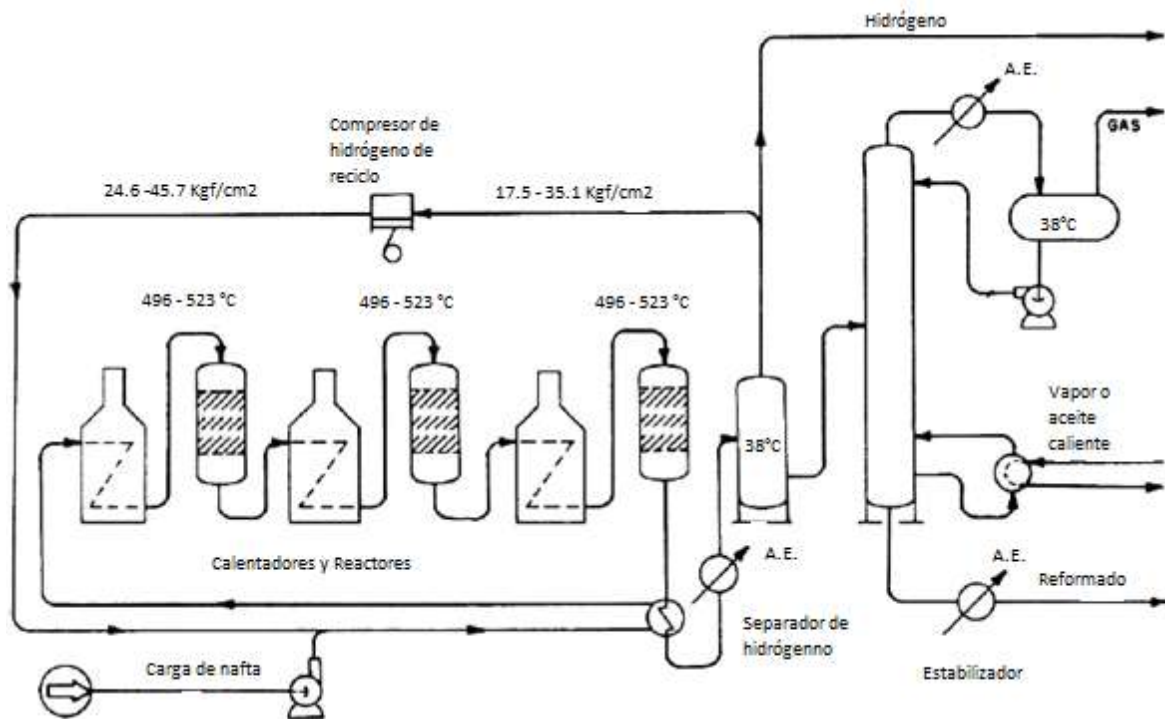 Hidrógeno
A.E.
GAS
Compresor de
hidrógeno de
reciclo
24.6 -45.7 Kgf/cm2
17.5 - 35.1 Kgf/cm2
38°C
496 - 523 °C
496 - 523 °C
496 - 523 °C
Vapor o
aceite
caliente
38°C
Calentadores y Reactores
A.E.
A.E.
Reformado
Separador de
hidrógenno
Carga de nafta
Estabilizador